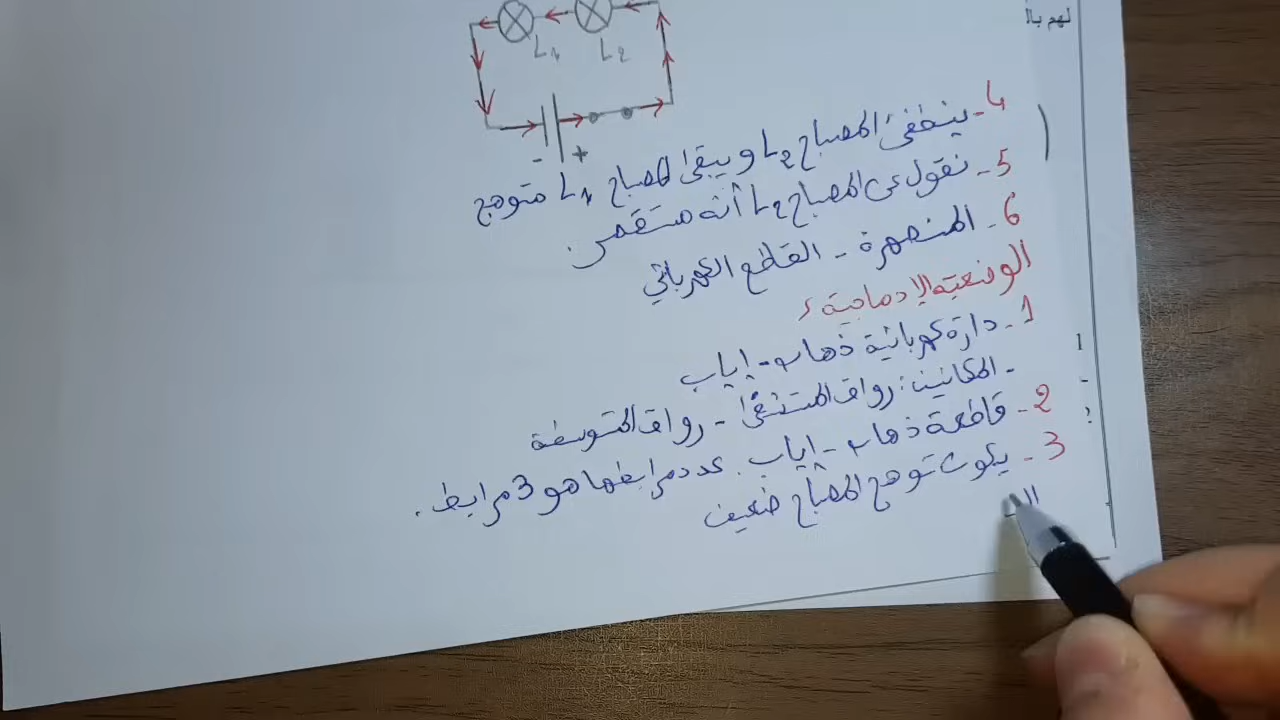 لهم بال
L1 L2
- +
4- ينطفئ المصباح L2 و يبقى المصباح L1 متوهج
5- نقول عن المصباح L2 أنه مستقصر.
6- المنصهرة - القاطع الكهربائي
الوضعية الإدماجية:
1- دارة كهربائية ذهاب - إياب
- المكانين: رواق المستشفى - رواق المتوسطة
2- قاطعة ذهاب - إياب. عدد مرابطها هو 3 مرابط.
3- يكون توهج المصباح ضعيف